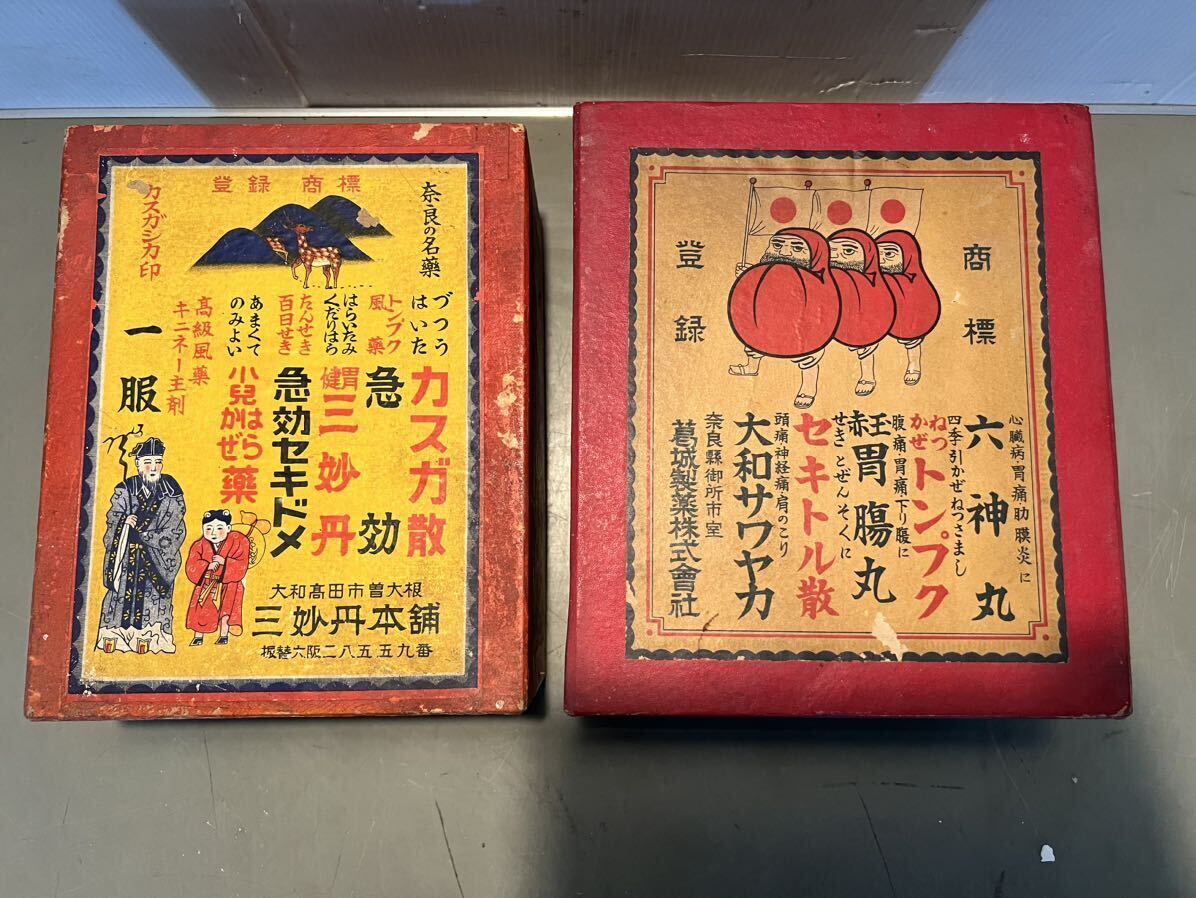 登録 商標
奈良の名藥
カスガシカ印
づつう
はいた
カスガ散
トンプク
風藥
急効
はらいたみ
くだりはら
健胃三妙丹
たんせき
百日せき
急効セキドメ
あまくて
のみよい
小兒はら
かぜ藥
高級風藥
キニネー主剤
一服
大和高田市曽大根
三妙丹本舗
振替大阪二八五五九番
商標
登録
心臓病胃痛肋膜炎に
六神丸
四季引かぜねつさまし
ねつ
かぜトンプク
腹痛・胃痛下り腹に
赤玉胃腸丸
せきとぜんそくに
セキトル散
頭痛神経痛・肩のこり
大和サワヤカ
奈良縣御所市室
葛城製薬株式會社